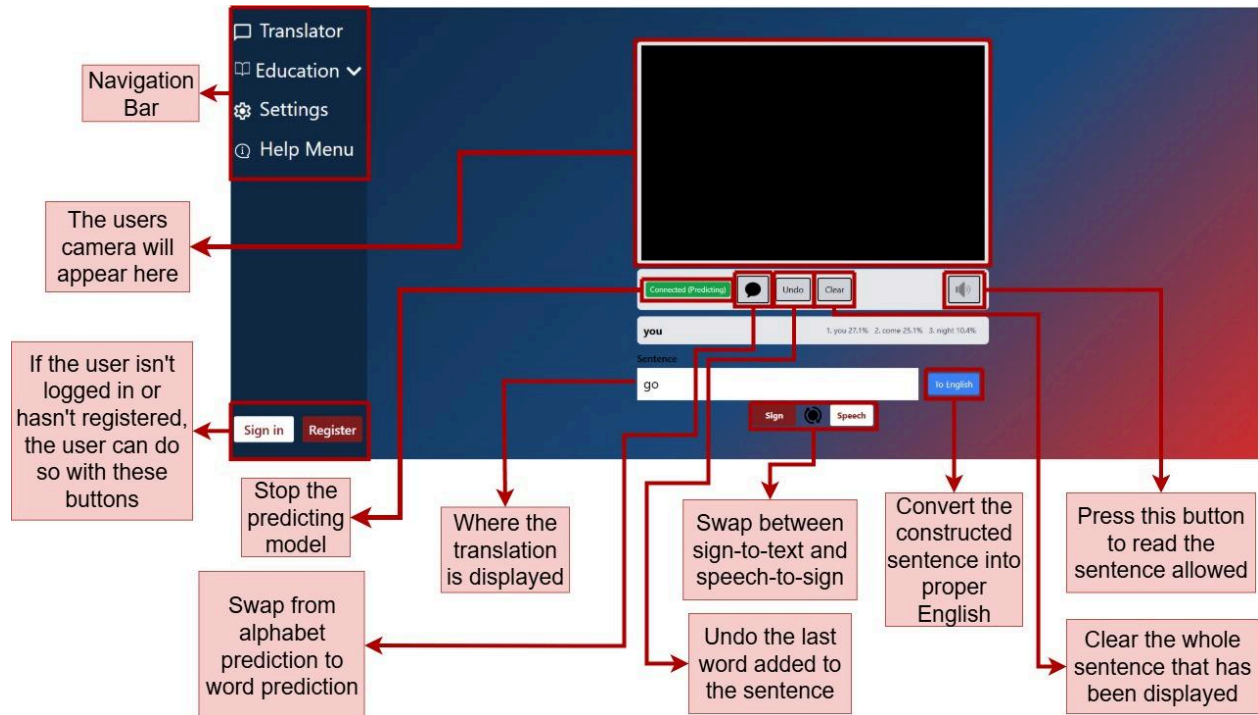 Translator
Education
Settings
Help Menu
Navigation
Bar
The users
camera will
appear here
Connected (Predicting)
Undo
Clear
you
1. you 27.1% 2. come 25.1% 3. night 10.4%
Sentence
go
To English
Sign
Speech
If the user isn't
logged in or
hasn't registered,
the user can do
so with these
buttons
Sign in
Register
Stop the
predicting
model
Where the
translation
is displayed
Swap between
sign-to-text and
speech-to-sign
Convert the
constructed
sentence into
proper
English
Press this button
to read the
sentence allowed
Swap from
alphabet
prediction to
word prediction
Undo the last
word added to
the sentence
Clear the whole
sentence that has
been displayed